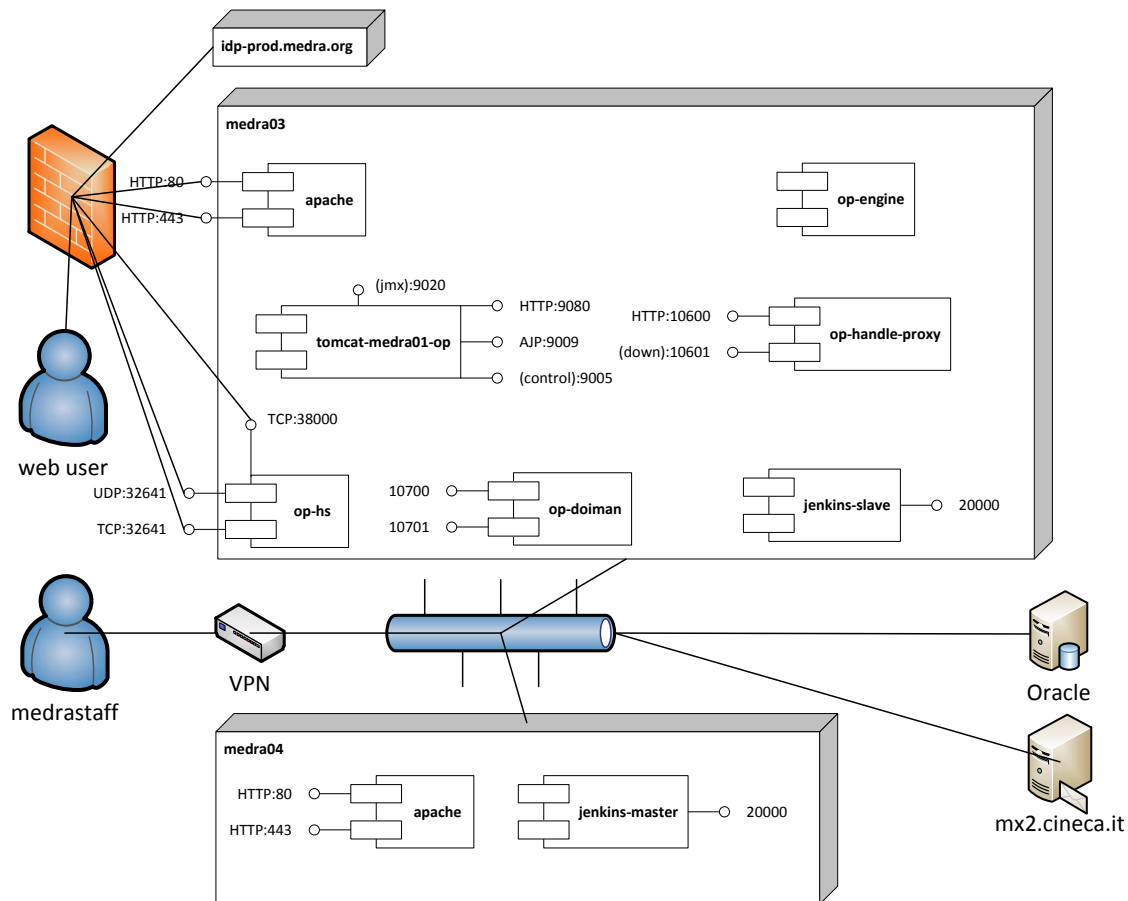 idp-prod.medra.org
medra03
HTTP:80
HTTP:443
apache
op-engine
(jmx):9020
tomcat-medra01-op
HTTP:9080
AJP:9009
(control):9005
HTTP:10600
(down):10601
op-handle-proxy
web user
TCP:38000
UDP:32641
TCP:32641
op-hs
10700
10701
op-doiman
jenkins-slave
20000
medrastaff
VPN
Oracle
medra04
HTTP:80
HTTP:443
apache
jenkins-master
20000
mx2.cineca.it